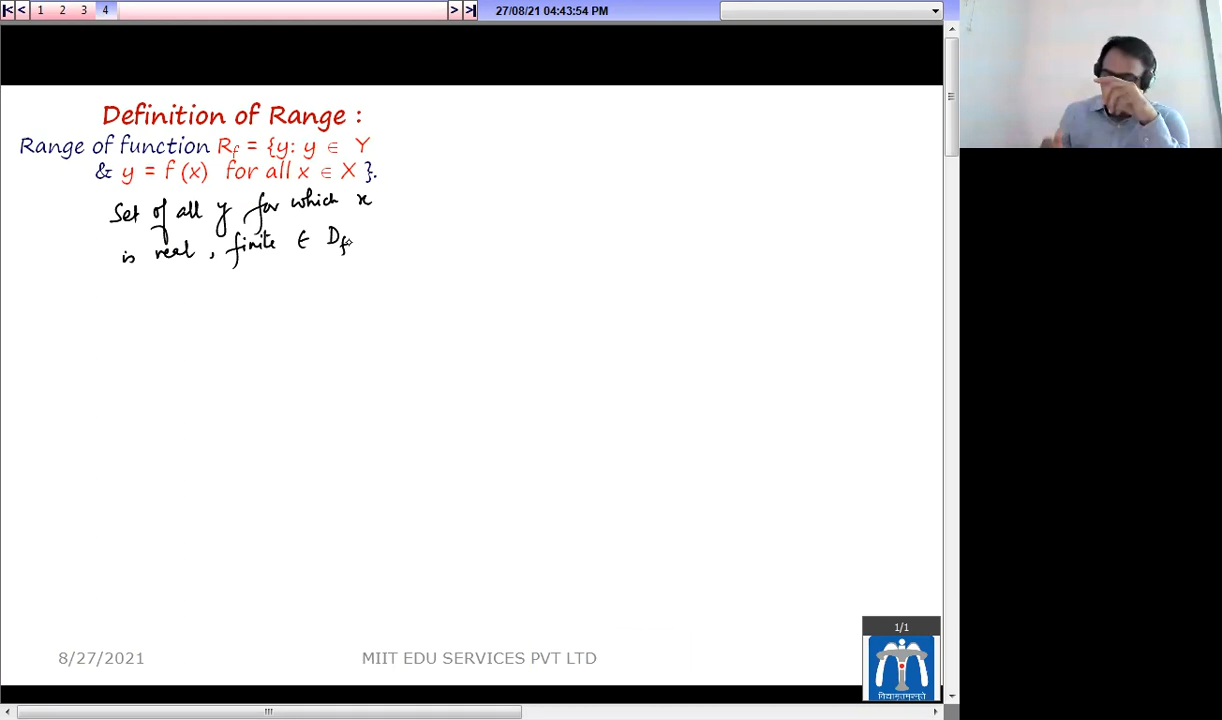 1 2 3 4
27/08/21 04:43:54 PM
Definition of Range :
Range of function Rf = {y: y ∈ Y
& y = f (x) for all x ∈ X }.
Set of all y for which x
is real, finite ∈ Df
1/1
विद्ययामृतमश्नुते
8/27/2021
MIIT EDU SERVICES PVT LTD